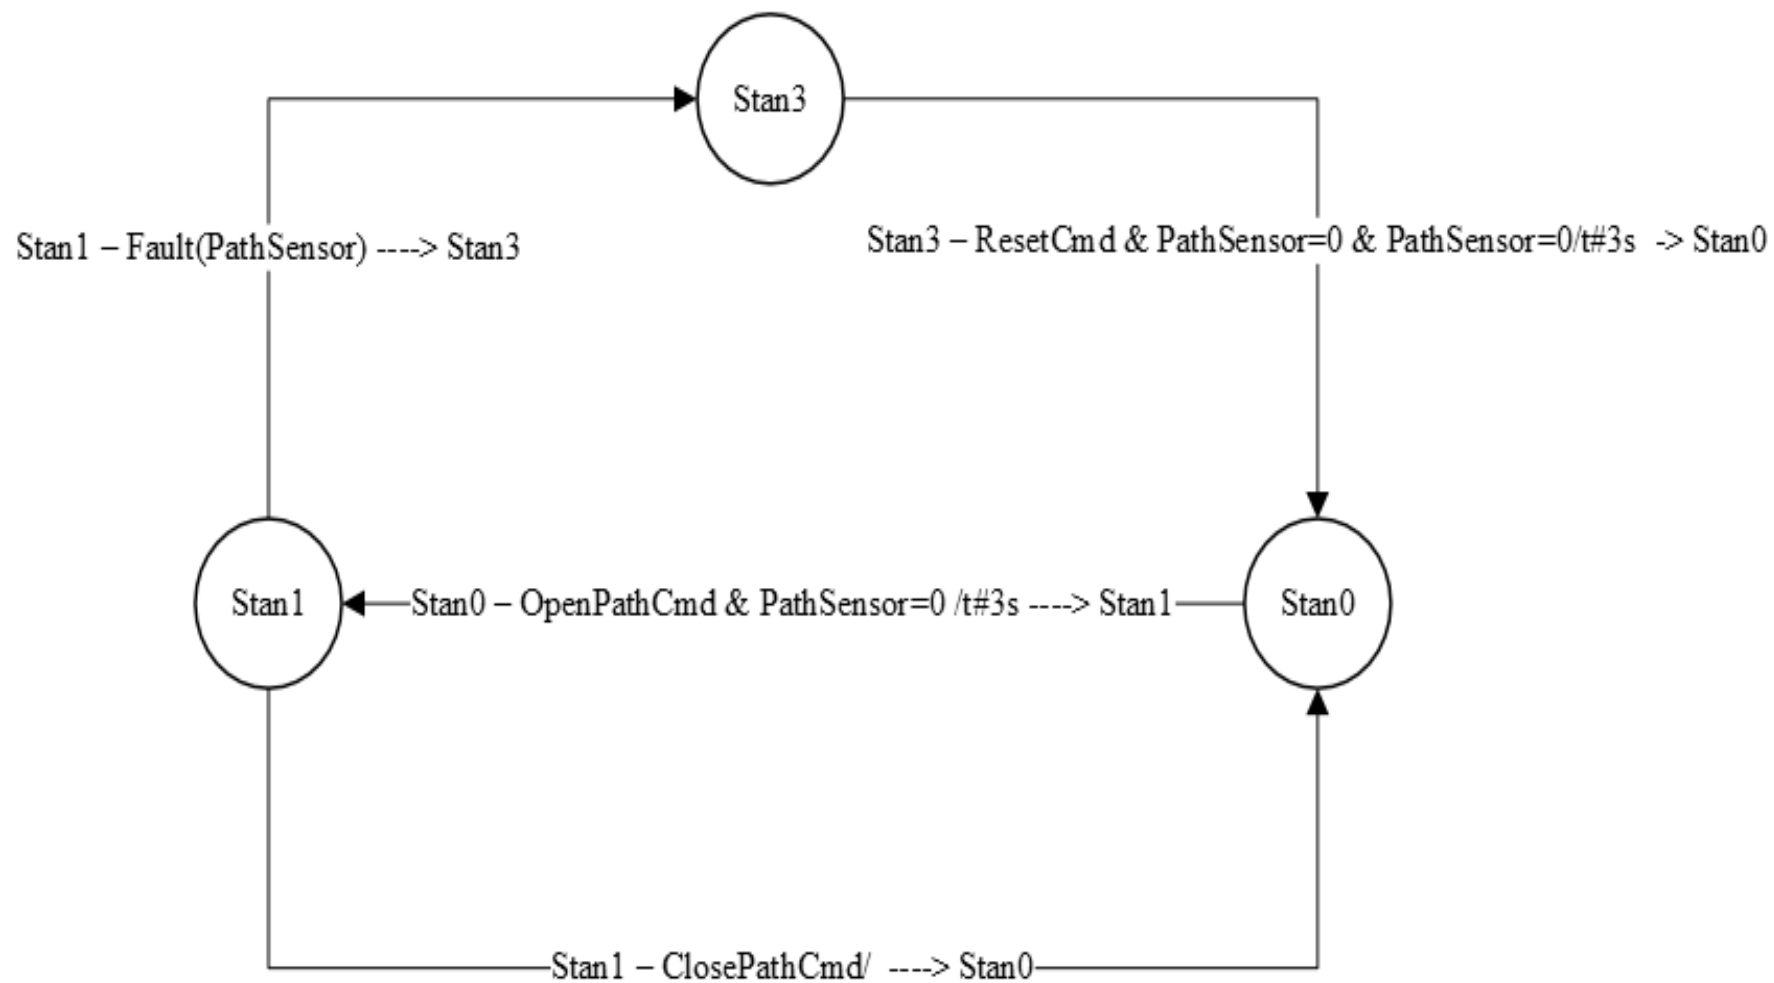 Stan3
Stan1 – Fault(PathSensor) ----> Stan3
Stan3 – ResetCmd & PathSensor=0 & PathSensor=0/t#3s -> Stan0
Stan1
Stan0 – OpenPathCmd & PathSensor=0 /t#3s ----> Stan1
Stan0
Stan1 – ClosePathCmd/ ----> Stan0